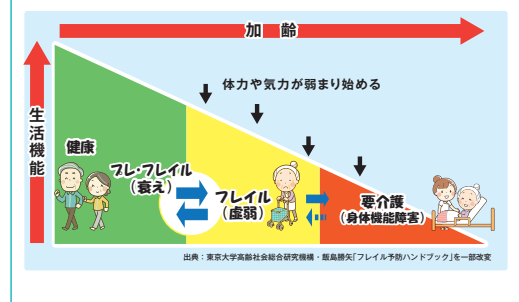 加齢
生活機能
体力や気力が弱まり始める
健康
プレ・フレイル
(衰え)
フレイル
(虚弱)
要介護
(身体機能障害)
出典：東京大学高齢社会総合研究機構・飯島勝矢「フレイル予防ハンドブック」を一部改変